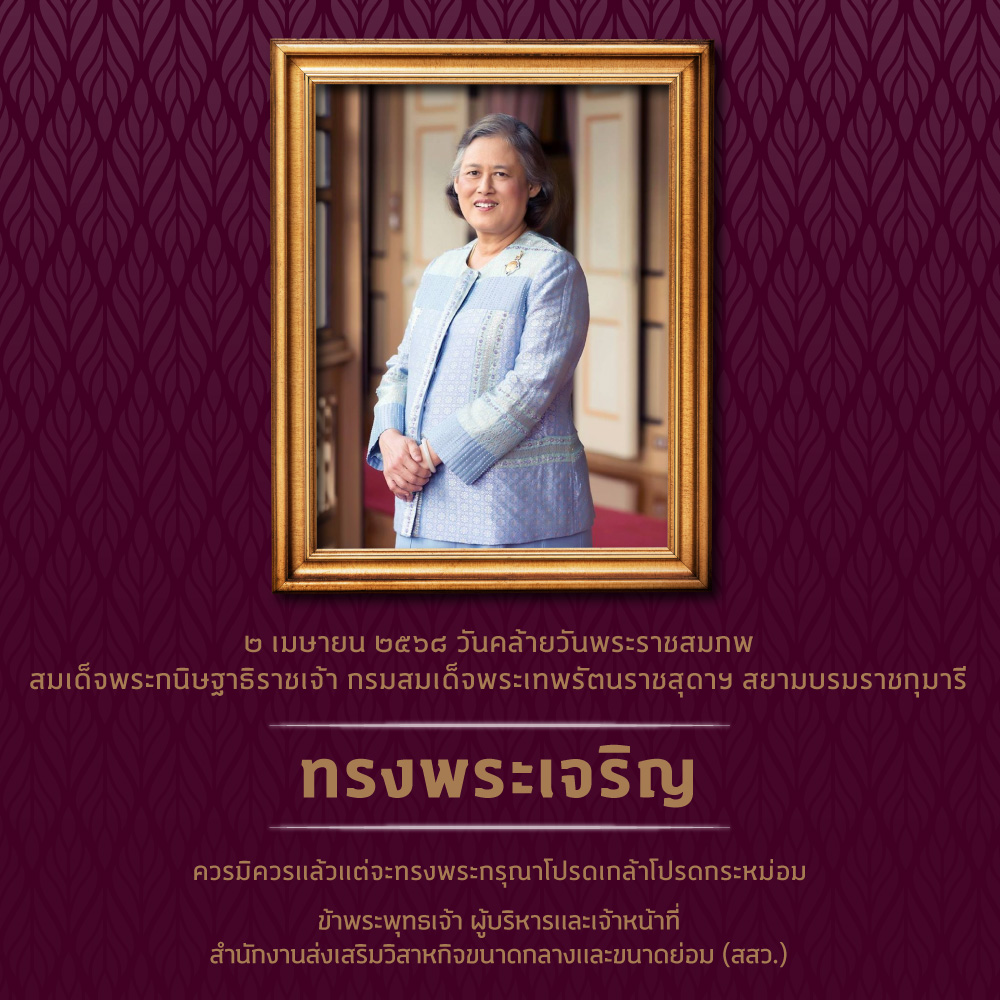 ๒ เมษายน ๒๕๖๘ วันคล้ายวันพระราชสมภพ
สมเด็จพระกนิษฐาธิราชเจ้า กรมสมเด็จพระเทพรัตนราชสุดาฯ สยามบรมราชกุมารี
ทรงพระเจริญ
ควรมิควรแล้วแต่จะทรงพระกรุณาโปรดเกล้าโปรดกระหม่อม
ข้าพระพุทธเจ้า ผู้บริหารและเจ้าหน้าที่
สำนักงานส่งเสริมวิสาหกิจขนาดกลางและขนาดย่อม (สสว.)